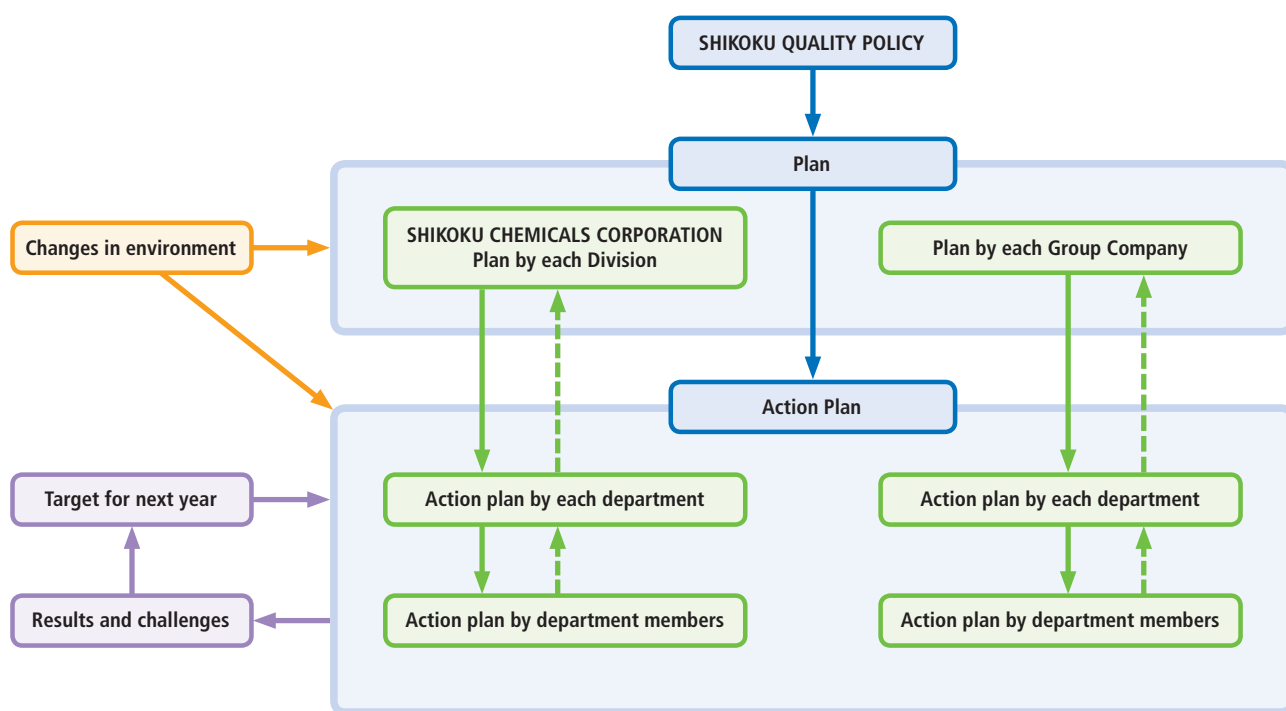 SHIKOKU QUALITY POLICY
Plan
Changes in environment
SHIKOKU CHEMICALS CORPORATION
Plan by each Division
Plan by each Group Company
Action Plan
Target for next year
Action plan by each department
Action plan by each department
Results and challenges
Action plan by department members
Action plan by department members